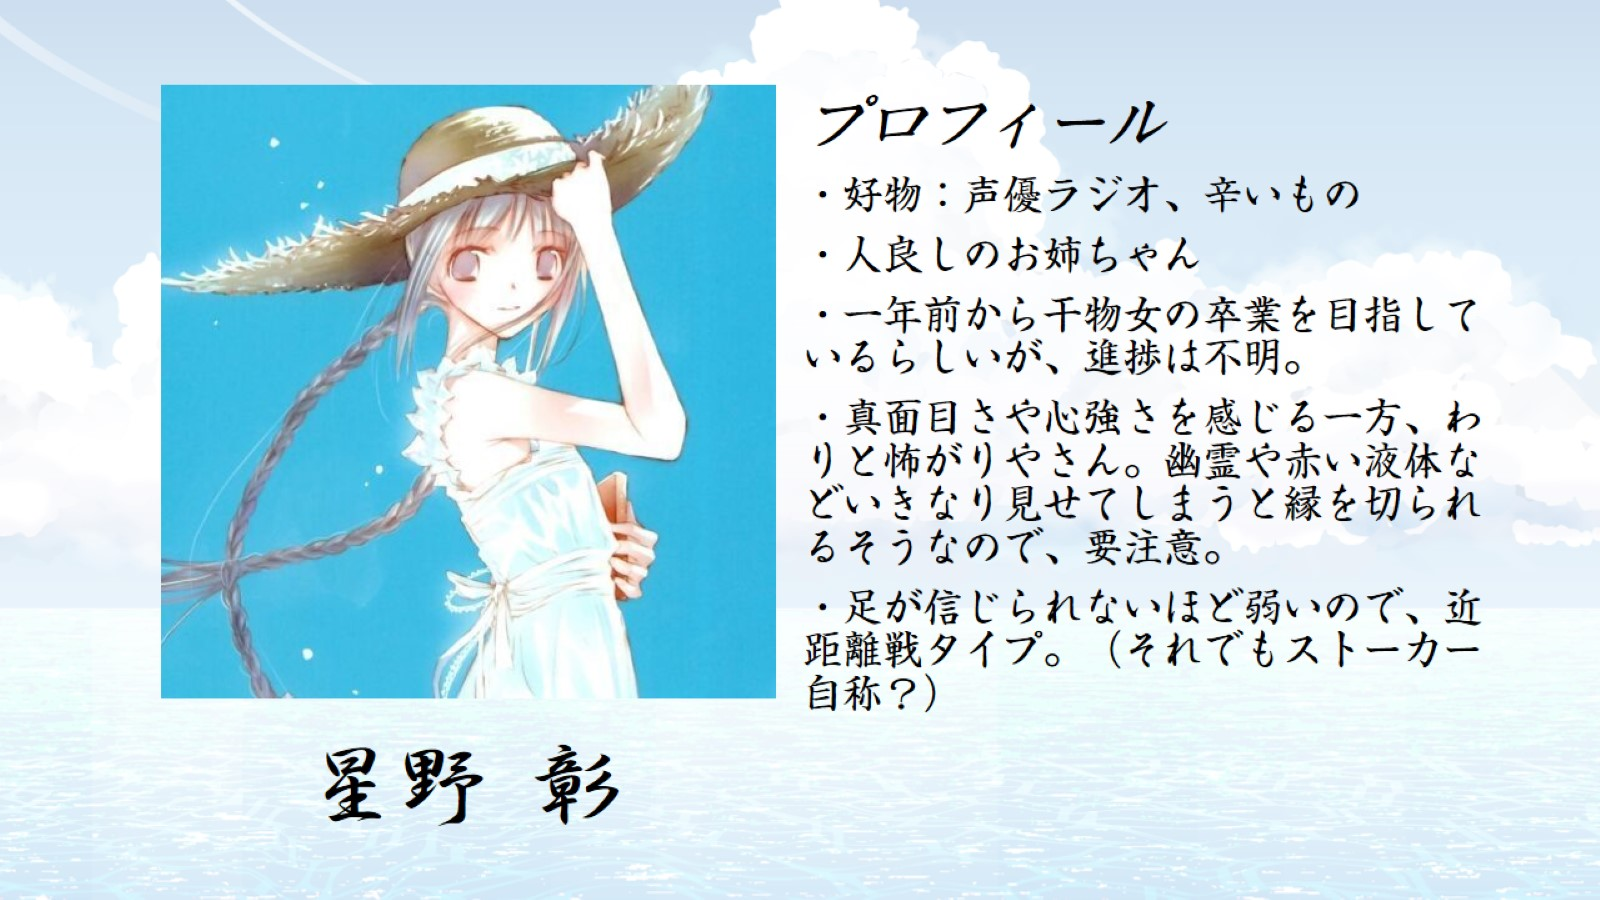 プロフィール
・好物：声優ラジオ、辛いもの
・人良しのお姉ちゃん
・一年前から干物女の卒業を目指して
いるらしいが、進捗は不明。
・真面目さや心強さを感じる一方、わ
りと怖がりやさん。幽霊や赤い液体な
どいきなり見せてしまうと縁を切られ
るそうなので、要注意。
・足が信じられないほど弱いので、近
距離戦タイプ。（それでもストーカー
自称？）
星野 彰